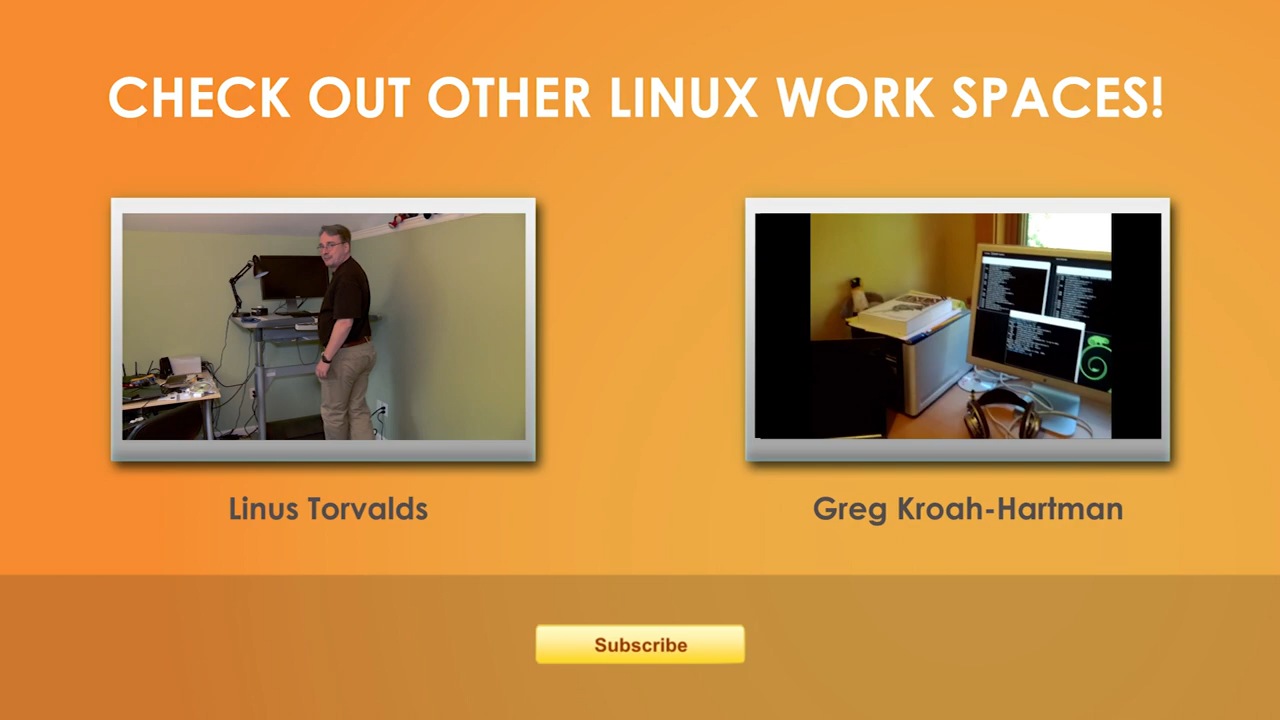 CHECK OUT OTHER LINUX WORK SPACES!
Linus Torvalds
Greg Kroah-Hartman
Subscribe